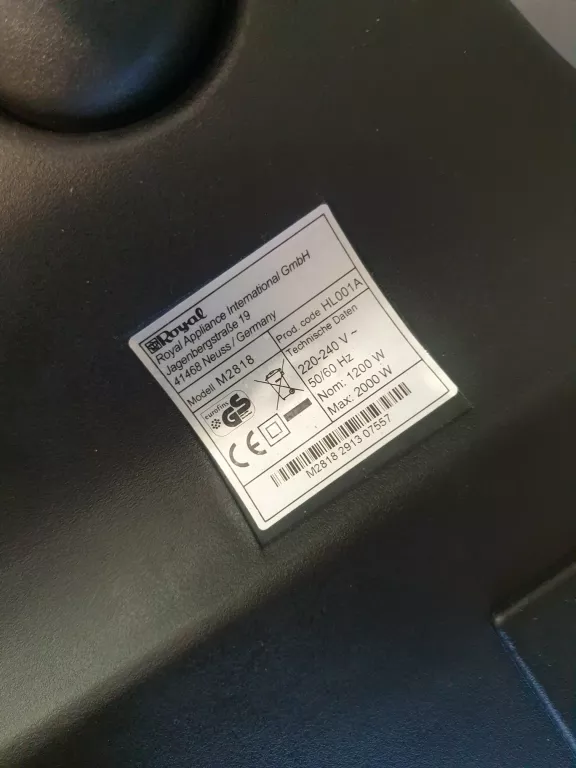 Royal
Royal Appliance International GmbH
Jagenbergstraße 19
41468 Neuss / Germany
Modell M2818
Prod. code HL001A
Technische Daten
220-240 V ~
50/60 Hz
Nom: 1200 W
Max: 2000 W
eurofins
GS
CE
M2818 2913 07557